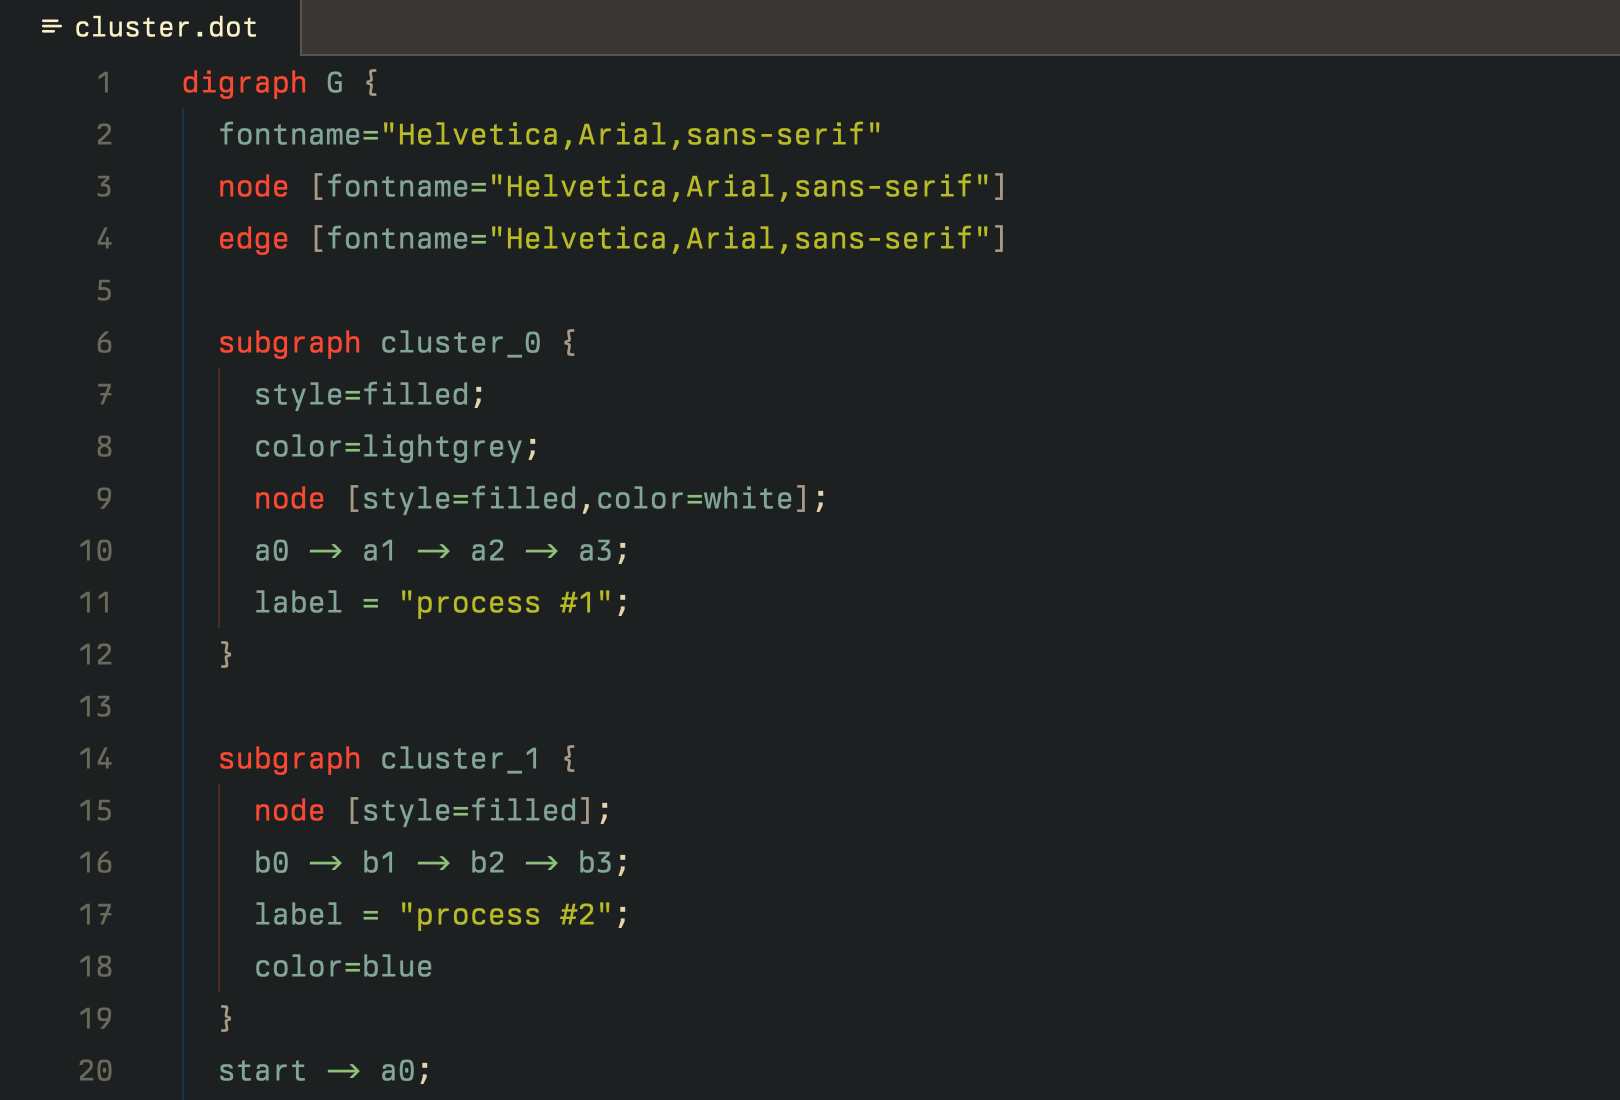 cluster.dot
1 digraph G {
2   fontname="Helvetica,Arial,sans-serif"
3   node [fontname="Helvetica,Arial,sans-serif"]
4   edge [fontname="Helvetica,Arial,sans-serif"]
5
6   subgraph cluster_0 {
7     style=filled;
8     color=lightgrey;
9     node [style=filled,color=white];
10     a0 -> a1 -> a2 -> a3;
11     label = "process #1";
12   }
13
14   subgraph cluster_1 {
15     node [style=filled];
16     b0 -> b1 -> b2 -> b3;
17     label = "process #2";
18     color=blue
19   }
20   start -> a0;